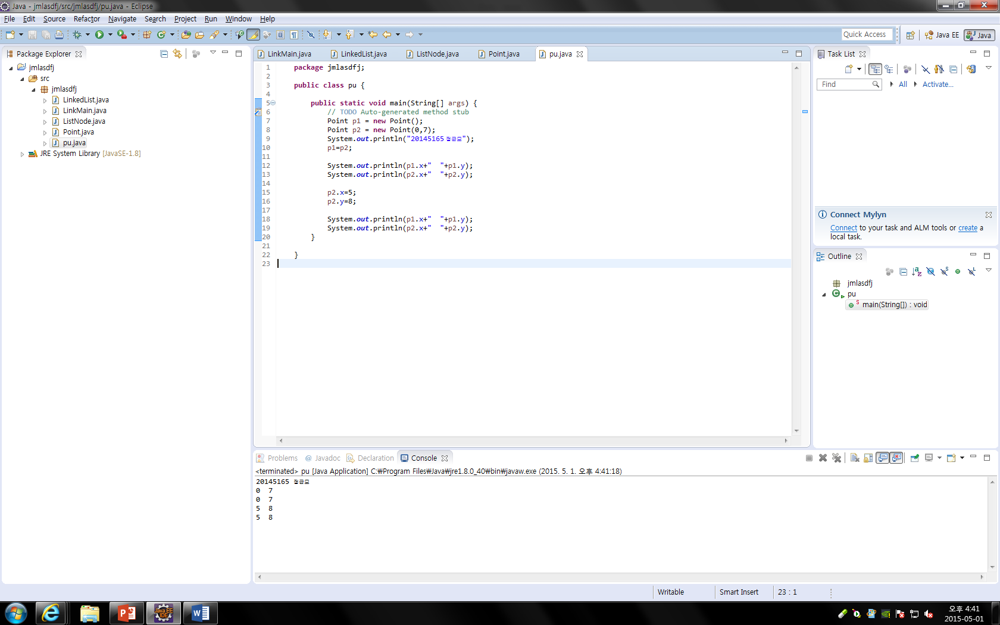 Java - jmlasdfj/src/jmlasdfj/pu.java - Eclipse
File Edit Source Refactor Navigate Search Project Run Window Help
Quick Access
Java EE
Java
Package Explorer
jmlasdfj
src
jmlasdfj
LinkedList.java
LinkMain.java
ListNode.java
Point.java
pu.java
JRE System Library [JavaSE-1.8]
LinkMain.java LinkedList.java ListNode.java Point.java pu.java
1 package jmlasdfj;
2
3 public class pu {
4
5 public static void main(String[] args) {
6 // TODO Auto-generated method stub
7 Point p1 = new Point();
8 Point p2 = new Point(0,7);
9 System.out.println("20145165 ");
10 p1=p2;
11
12 System.out.println(p1.x+"  "+p1.y);
13 System.out.println(p2.x+"  "+p2.y);
14
15 p2.x=5;
16 p2.y=8;
17
18 System.out.println(p1.x+"  "+p1.y);
19 System.out.println(p2.x+"  "+p2.y);
20 }
21
22 }
23
Task List
Find
All
Activate...
Connect Mylyn
Connect to your task and ALM tools or create a
local task.
Outline
jmlasdfj
pu
main(String[]) : void
Problems @ Javadoc Declaration Console
<terminated> pu [Java Application] C:₩Program Files₩Java₩jre1.8.0_40₩bin₩javaw.exe (2015. 5. 1. 오후 4:41:18)
20145165
0  7
0  7
5  8
5  8
Writable
Smart Insert
23 : 1
Java EE
IDE
오후 4:41
2015-05-01